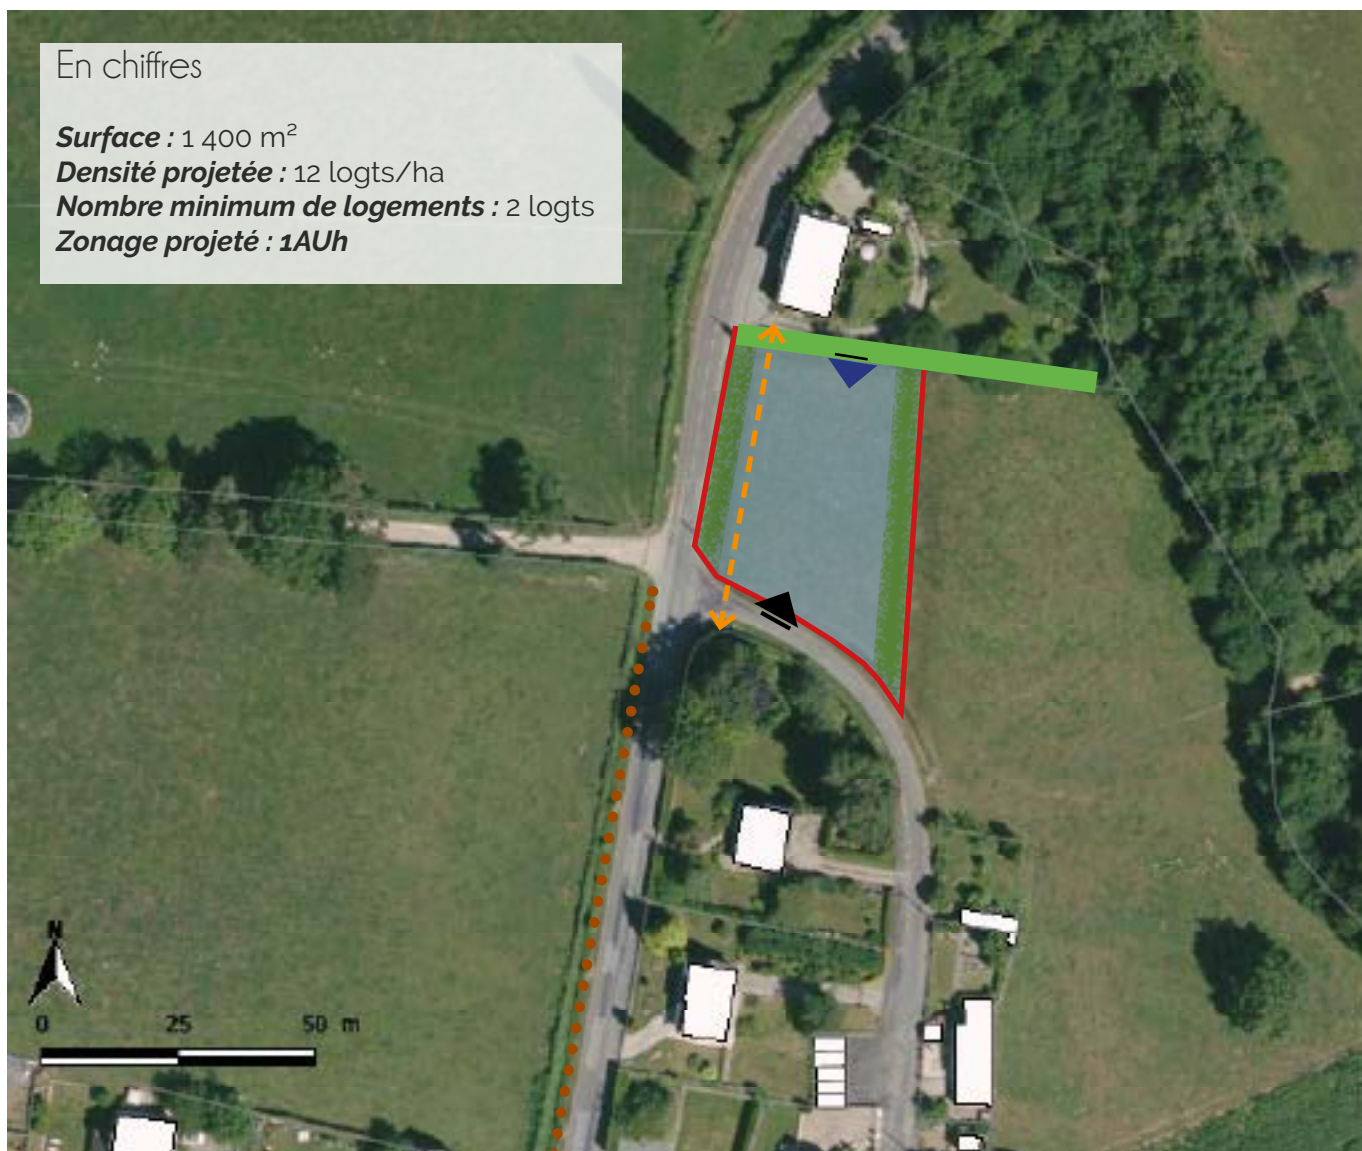 En chiffres
Surface : 1 400 m²
Densité projetée : 12 logts/ha
Nombre minimum de logements : 2 logts
Zonage projeté : 1AUh
N
0 25 50 m